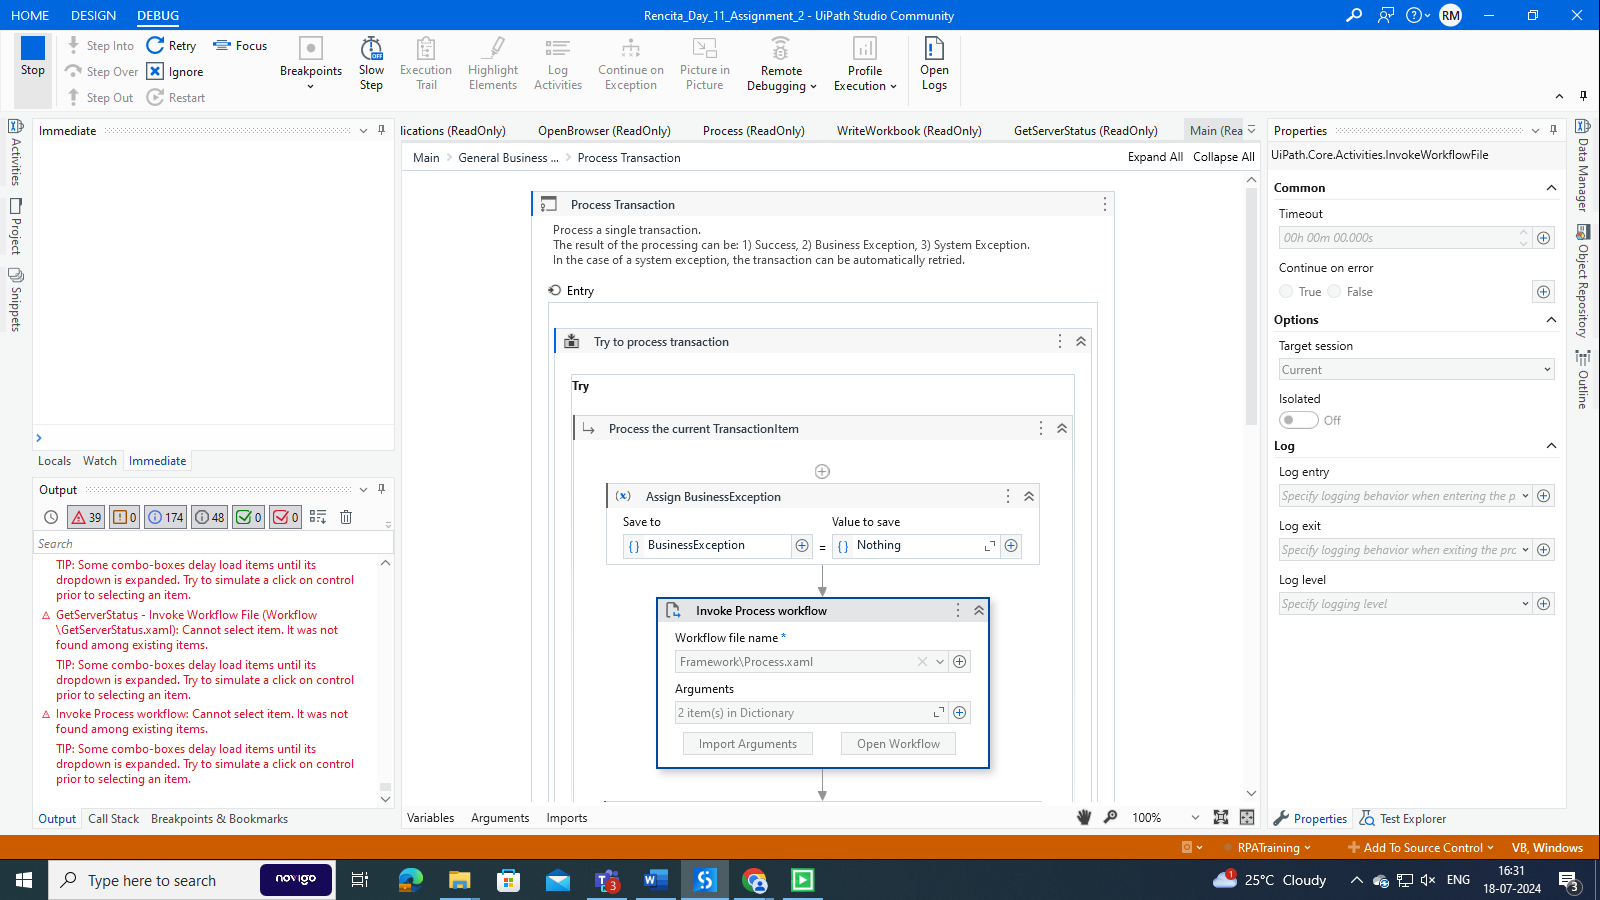 HOME DESIGN DEBUG
Rencita_Day_11_Assignment_2 - UiPath Studio Community
RM
Stop
Step Into
Step Over
Step Out
Retry
Ignore
Restart
Focus
Breakpoints
Slow
Step
Execution
Trail
Highlight
Elements
Log
Activities
Continue on
Exception
Picture in
Picture
Remote
Debugging
Profile
Execution
Open
Logs
Activities
Project
Snippets
Immediate
Locals Watch Immediate
Output
39 0 174 48 0 0
Search
TIP: Some combo-boxes delay load items until its
dropdown is expanded. Try to simulate a click on control
prior to selecting an item.
GetServerStatus - Invoke Workflow File (Workflow
\GetServerStatus.xaml): Cannot select item. It was not
found among existing items.
TIP: Some combo-boxes delay load items until its
dropdown is expanded. Try to simulate a click on control
prior to selecting an item.
Invoke Process workflow: Cannot select item. It was not
found among existing items.
TIP: Some combo-boxes delay load items until its
dropdown is expanded. Try to simulate a click on control
prior to selecting an item.
Output Call Stack Breakpoints & Bookmarks
lications (ReadOnly) OpenBrowser (ReadOnly) Process (ReadOnly) WriteWorkbook (ReadOnly) GetServerStatus (ReadOnly) Main (Rea
Main > General Business ... > Process Transaction
Expand All Collapse All
Process Transaction
Process a single transaction.
The result of the processing can be: 1) Success, 2) Business Exception, 3) System Exception.
In the case of a system exception, the transaction can be automatically retried.
Entry
Try to process transaction
Try
Process the current TransactionItem
(x) Assign BusinessException
Save to Value to save
{} BusinessException = {} Nothing
Invoke Process workflow
Workflow file name *
Framework\Process.xaml
Arguments
2 item(s) in Dictionary
Import Arguments Open Workflow
Variables Arguments Imports
100%
Properties
UiPath.Core.Activities.InvokeWorkflowFile
Common
Timeout
00h 00m 00.000s
Continue on error
True False
Options
Target session
Current
Isolated
Off
Log
Log entry
Specify logging behavior when entering the p
Log exit
Specify logging behavior when exiting the prc
Log level
Specify logging level
Properties Test Explorer
Data Manager
Object Repository
Outline
RPATraining Add To Source Control VB, Windows
Type here to search
novigo
3
1
25°C Cloudy
ENG
16:31
18-07-2024
3